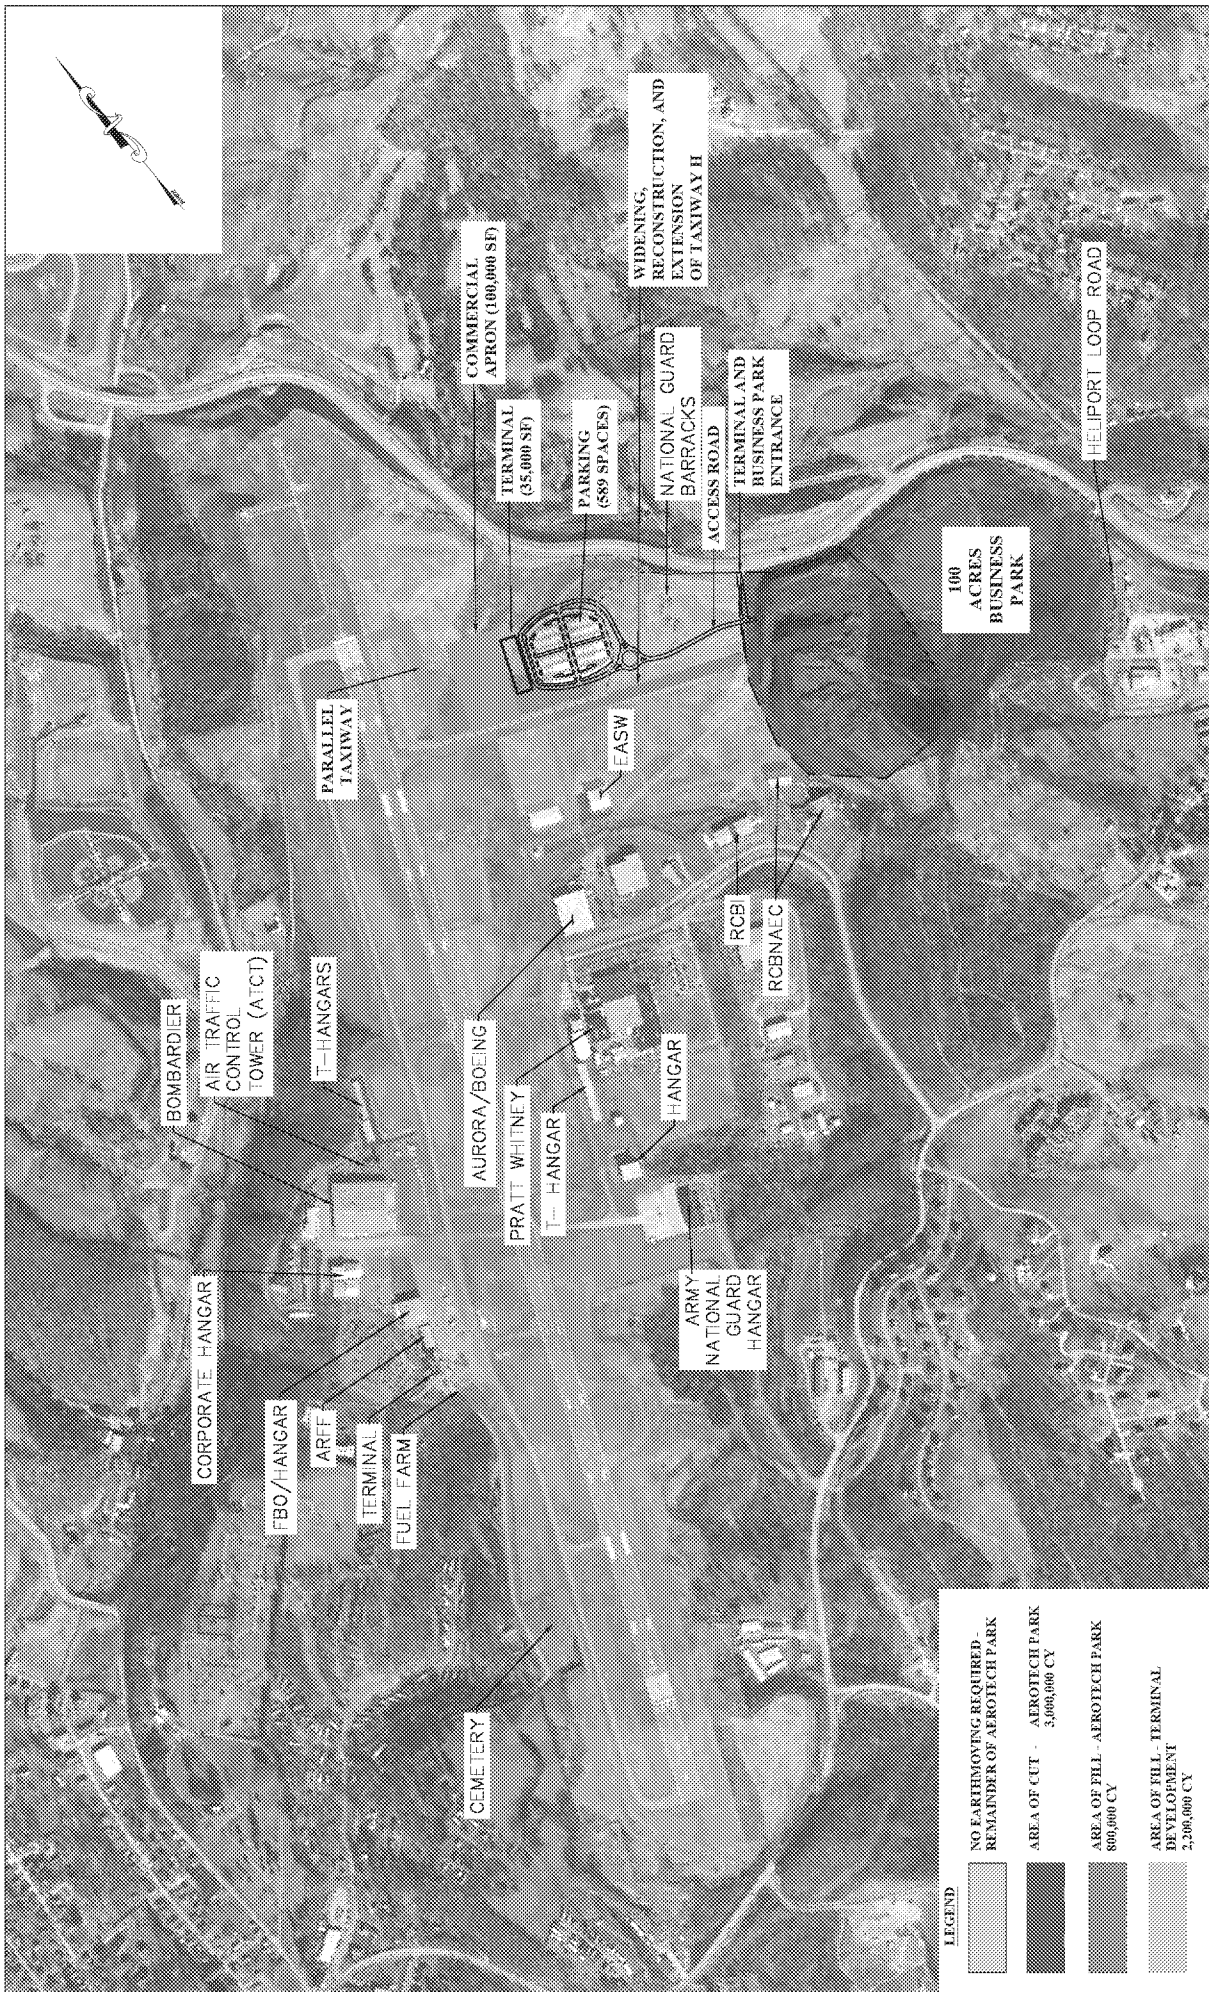 CEMETERY
CORPORATE HANGAR
FBO/HANGAR
ARFF
TERMINAL
FUEL FARM
BOMBARDIER
AIR TRAFFIC
CONTROL
TOWER (ATCT)
T-HANGARS
AURORA/BOEING
PRATT WHITNEY
T- HANGAR
HANGAR
ARMY
NATIONAL
GUARD
HANGAR
PARALLEL
TAXIWAY
EASW
RCBI
RCBNAEC
COMMERCIAL
APRON (100,000 SF)
TERMINAL
(35,000 SF)
PARKING
(589 SPACES)
WIDENING,
RECONSTRUCTION, AND
EXTENSION
OF TAXIWAY H
NATIONAL GUARD
BARRACKS
ACCESS ROAD
TERMINAL AND
BUSINESS PARK
ENTRANCE
100
ACRES
BUSINESS
PARK
HELIPORT LOOP ROAD
LEGEND
NO EARTHMOVING REQUIRED -
REMAINDER OF AEROTECH PARK
AREA OF CUT - AEROTECH PARK
3,000,000 CY
AREA OF FILL - AEROTECH PARK
800,000 CY
AREA OF FILL - TERMINAL
DEVELOPMENT
2,200,000 CY